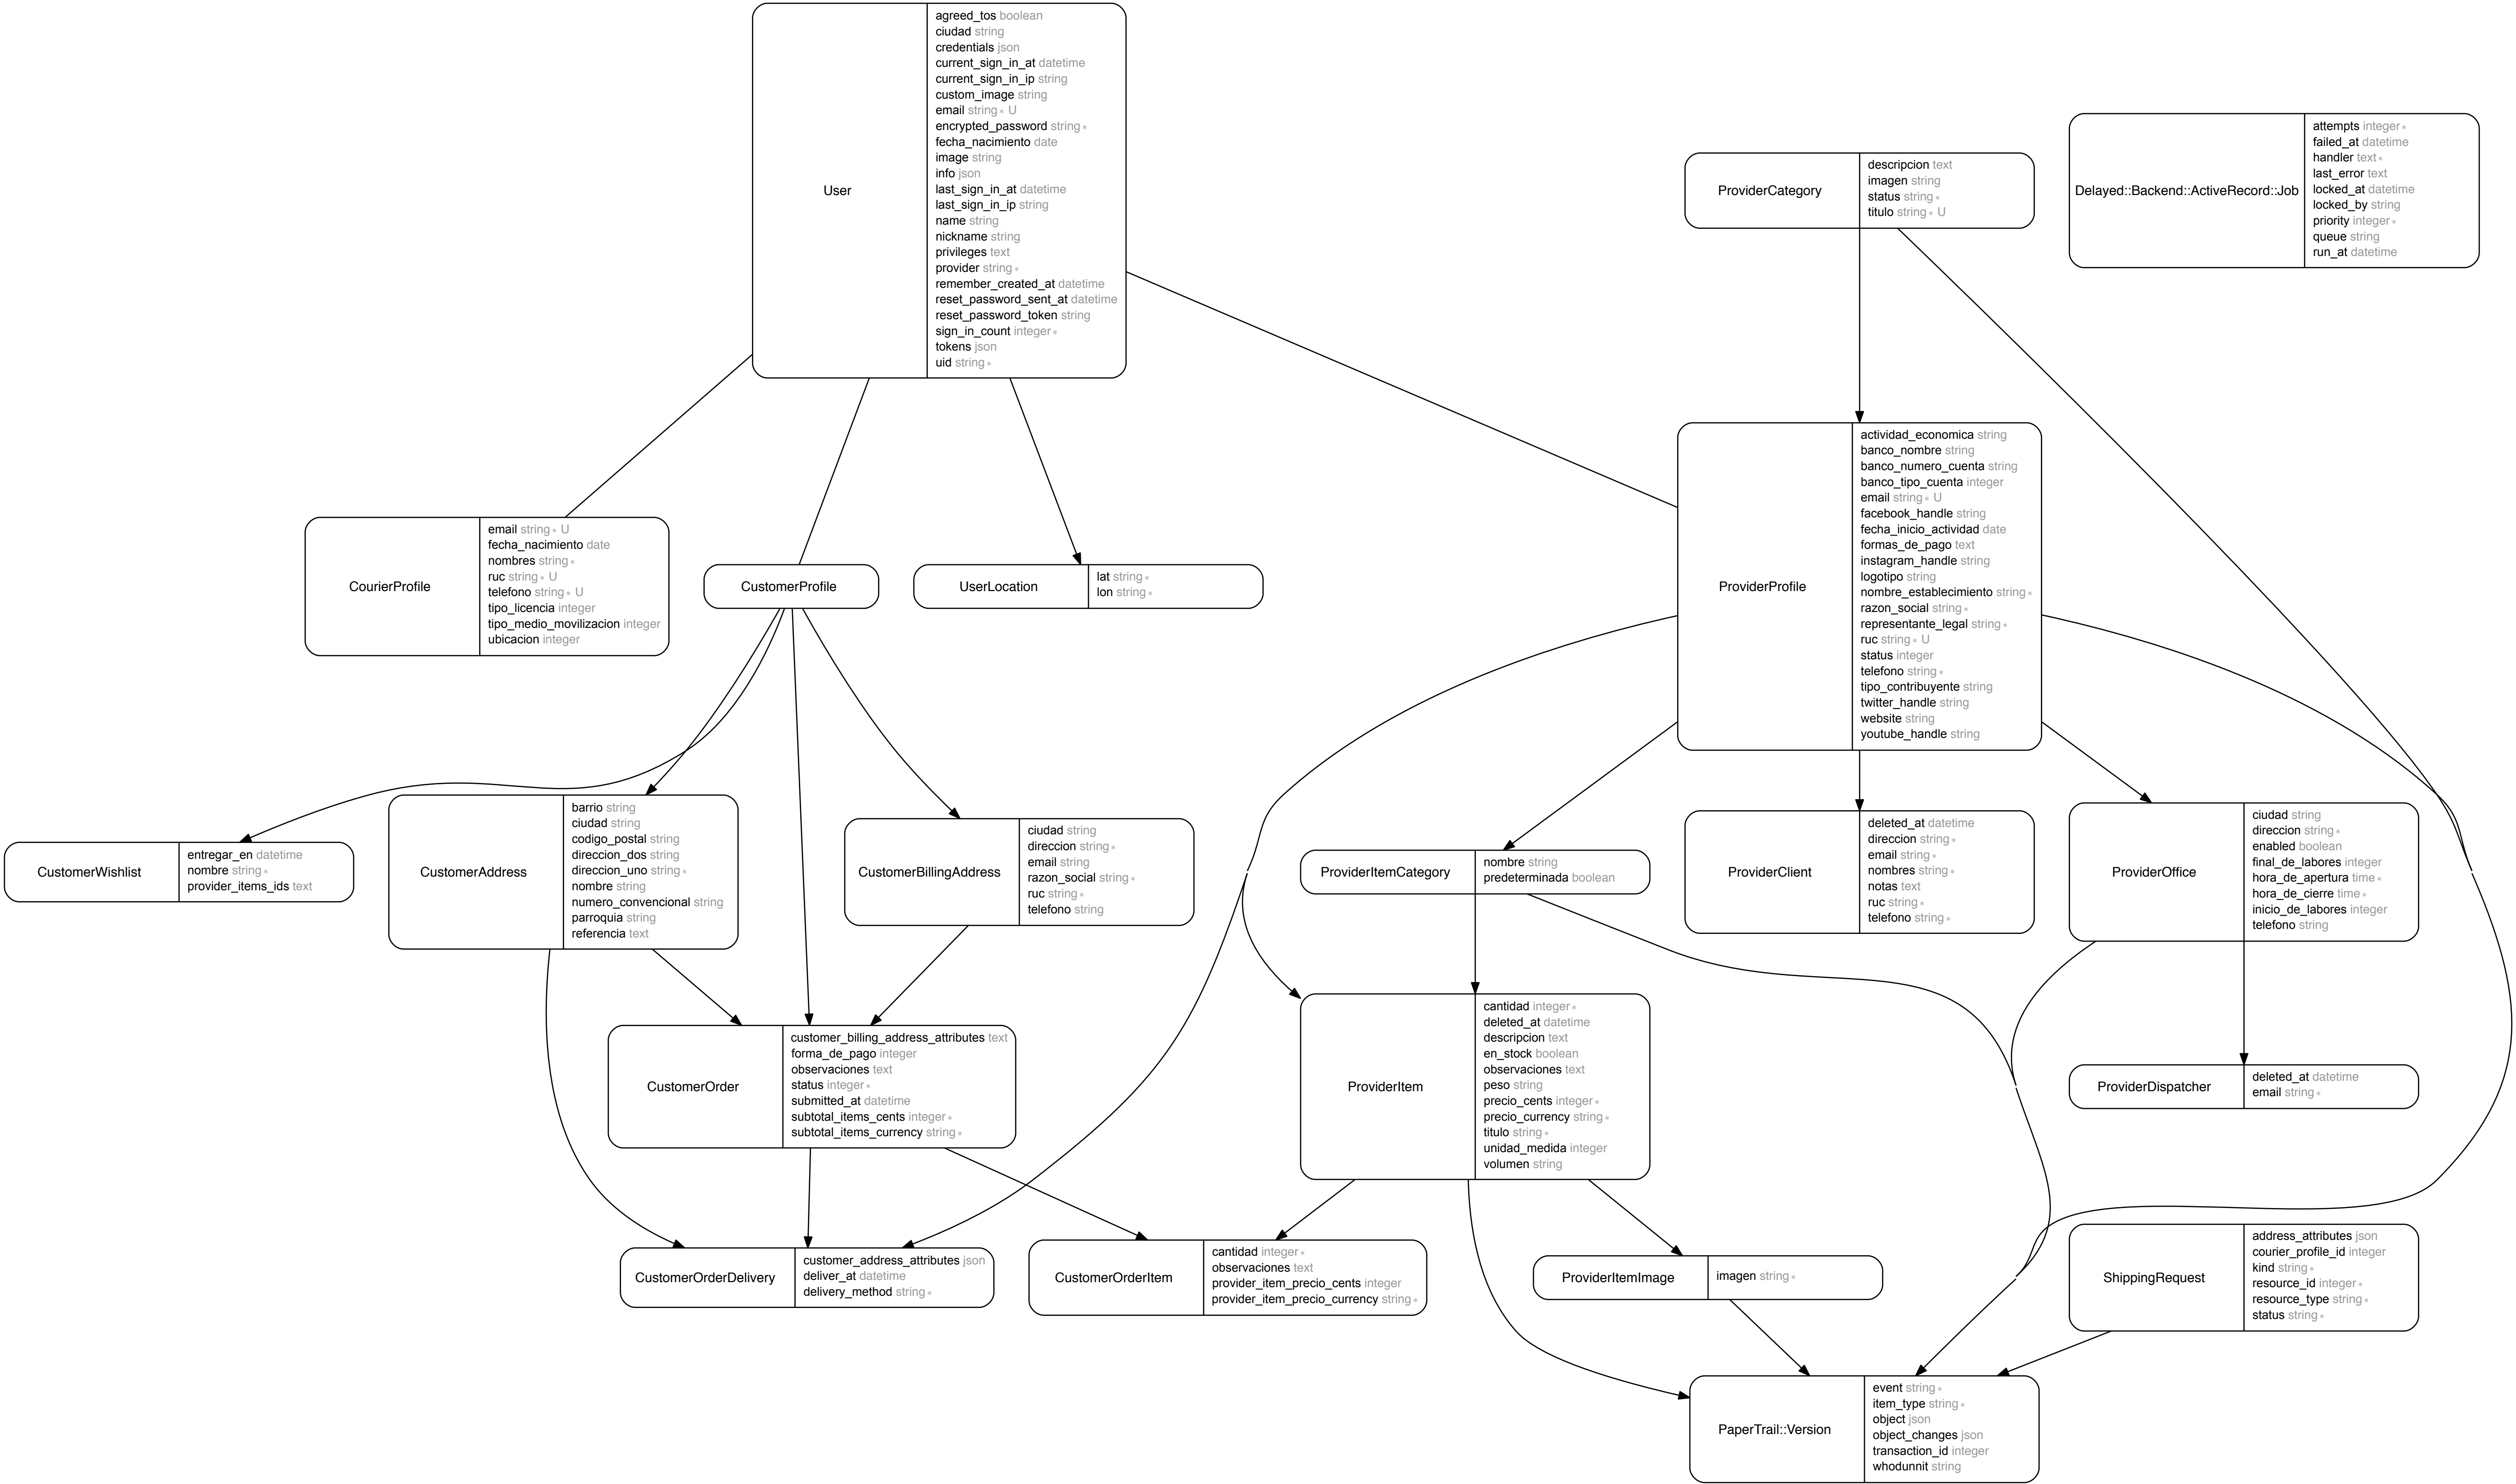 User
agreed_tos boolean
ciudad string
credentials json
current_sign_in_at datetime
current_sign_in_ip string
custom_image string
email string * U
encrypted_password string *
fecha_nacimiento date
image string
info json
last_sign_in_at datetime
last_sign_in_ip string
name string
nickname string
privileges text
provider string *
remember_created_at datetime
reset_password_sent_at datetime
reset_password_token string
sign_in_count integer *
tokens json
uid string *
ProviderCategory
descripcion text
imagen string
status string *
titulo string * U
Delayed::Backend::ActiveRecord::Job
attempts integer *
failed_at datetime
handler text *
last_error text
locked_at datetime
locked_by string
priority integer *
queue string
run_at datetime
CourierProfile
email string * U
fecha_nacimiento date
nombres string *
ruc string * U
telefono string * U
tipo_licencia integer
tipo_medio_movilizacion integer
ubicacion integer
CustomerProfile
UserLocation
lat string *
lon string *
ProviderProfile
actividad_economica string
banco_nombre string
banco_numero_cuenta string
banco_tipo_cuenta integer
email string * U
facebook_handle string
fecha_inicio_actividad date
formas_de_pago text
instagram_handle string
logotipo string
nombre_establecimiento string *
razon_social string *
representante_legal string *
ruc string * U
status integer
telefono string *
tipo_contribuyente string
twitter_handle string
website string
youtube_handle string
CustomerWishlist
entregar_en datetime
nombre string *
provider_items_ids text
CustomerAddress
barrio string
ciudad string
codigo_postal string
direccion_dos string
direccion_uno string *
nombre string
numero_convencional string
parroquia string
referencia text
CustomerBillingAddress
ciudad string
direccion string *
email string
razon_social string *
ruc string *
telefono string
ProviderItemCategory
nombre string
predeterminada boolean
ProviderClient
deleted_at datetime
direccion string *
email string *
nombres string *
notas text
ruc string *
telefono string *
ProviderOffice
ciudad string
direccion string *
enabled boolean
final_de_labores integer
hora_de_apertura time *
hora_de_cierre time *
inicio_de_labores integer
telefono string
CustomerOrder
customer_billing_address_attributes text
forma_de_pago integer
observaciones text
status integer *
submitted_at datetime
subtotal_items_cents integer *
subtotal_items_currency string *
ProviderItem
cantidad integer *
deleted_at datetime
descripcion text
en_stock boolean
observaciones text
peso string
precio_cents integer *
precio_currency string *
titulo string *
unidad_medida integer
volumen string
ProviderDispatcher
deleted_at datetime
email string *
CustomerOrderDelivery
customer_address_attributes json
deliver_at datetime
delivery_method string *
CustomerOrderItem
cantidad integer *
observaciones text
provider_item_precio_cents integer
provider_item_precio_currency string *
ProviderItemImage
imagen string *
ShippingRequest
address_attributes json
courier_profile_id integer
kind string *
resource_id integer *
resource_type string *
status string *
PaperTrail::Version
event string *
item_type string *
object json
object_changes json
transaction_id integer
whodunnit string